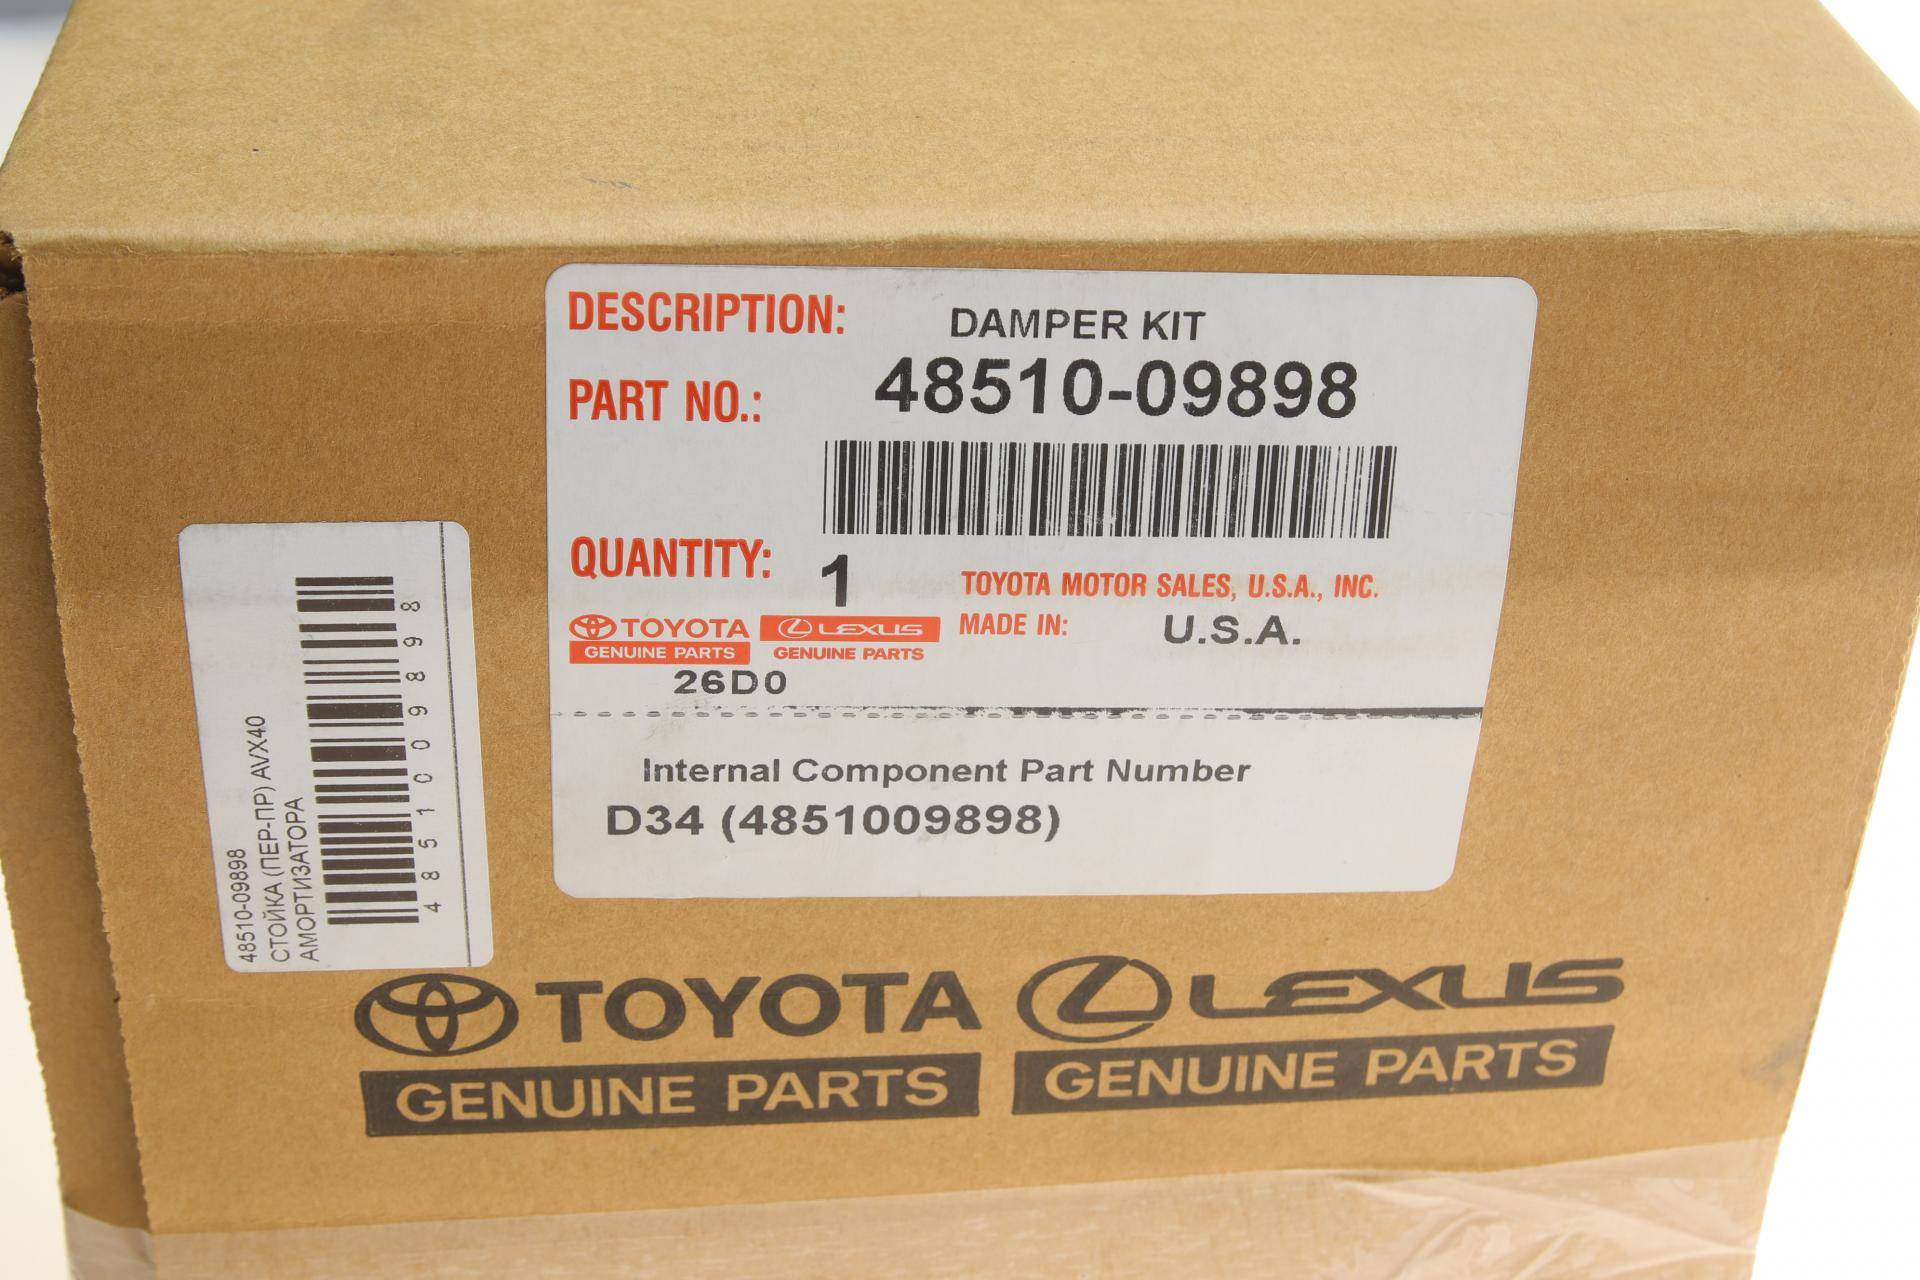 DESCRIPTION: DAMPER KIT
PART NO.: 48510-09898
QUANTITY: 1
TOYOTA MOTOR SALES, U.S.A., INC.
TOYOTA
GENUINE PARTS
LEXUS
GENUINE PARTS
MADE IN: U.S.A.
26D0
Internal Component Part Number
D34 (4851009898)
48510-09898
СТОЙКА (ПЕР-ПР) AVX40
АМОРТИЗАТОРА
4851009898
TOYOTA
GENUINE PARTS
LEXUS
GENUINE PARTS